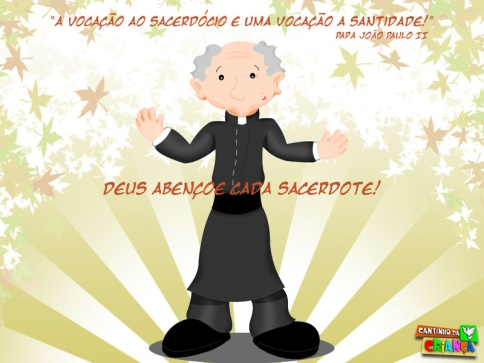 "A VOCAÇÃO AO SACERDÓCIO E UMA VOCAÇÃO A SANTIDADE!"
PAPA JOÃO PAULO II
DEUS ABENÇOE CADA SACERDOTE!
CANTINHO DA
CRIANÇA